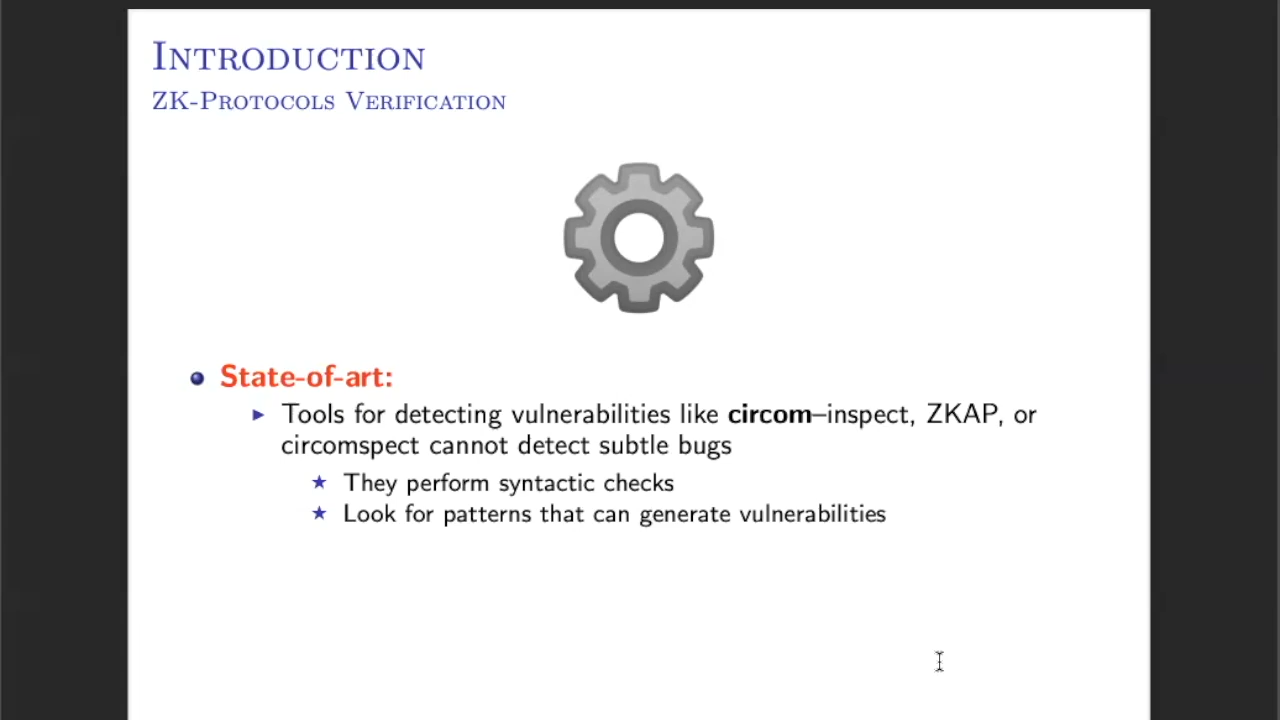 Introduction
ZK-Protocols Verification
State-of-art:
Tools for detecting vulnerabilities like circom–inspect, ZKAP, or
circomspect cannot detect subtle bugs
They perform syntactic checks
Look for patterns that can generate vulnerabilities